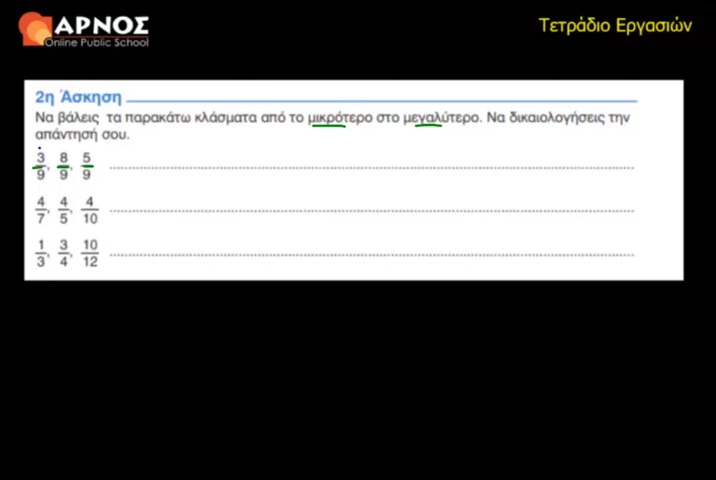 ΑΡΝΟΣ
Online Public School
Τετράδιο Εργασιών
2η Άσκηση
Να βάλεις τα παρακάτω κλάσματα από το μικρότερο στο μεγαλύτερο. Να δικαιολογήσεις την
απάντησή σου.
3/9, 8/9, 5/9
4/7, 4/5, 4/10
1/3, 3/4, 10/12